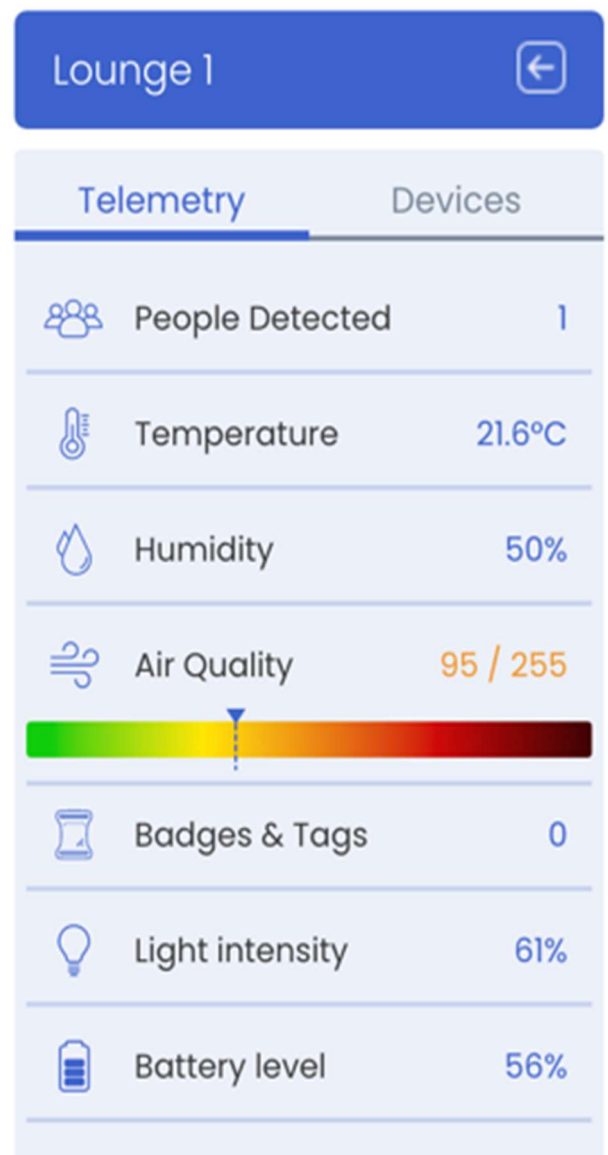 Lounge 1
Telemetry Devices
People Detected 1
Temperature 21.6°C
Humidity 50%
Air Quality 95 / 255
Badges & Tags 0
Light intensity 61%
Battery level 56%